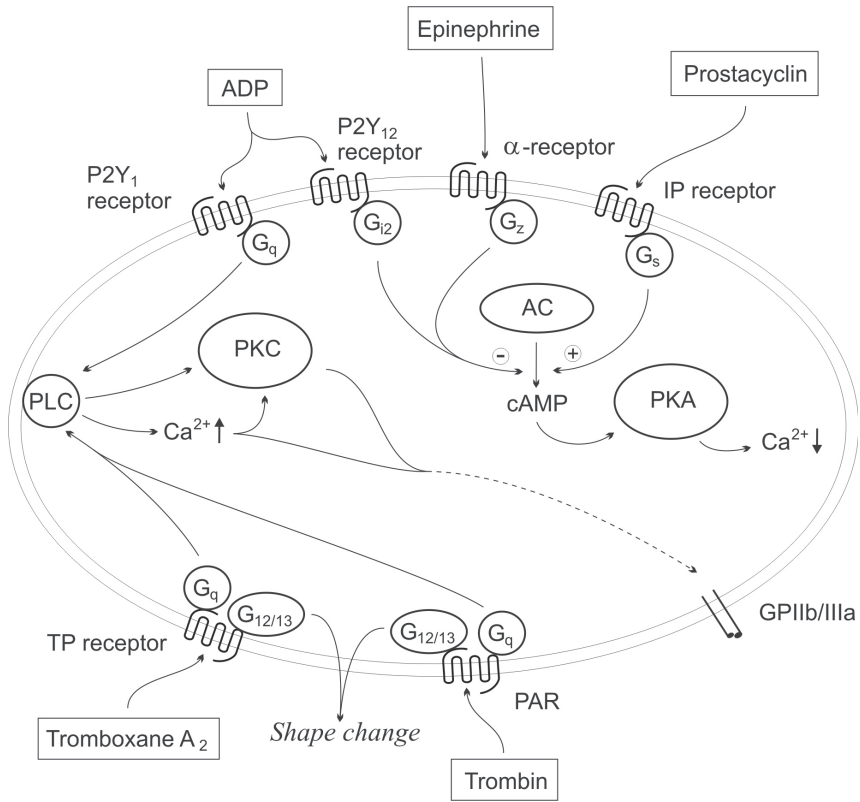 Epinephrine
Prostacyclin
ADP
P2Y₁₂
receptor
α-receptor
P2Y₁
receptor
IP receptor
Gq
Gi2
Gz
Gs
AC
PKC
− +
PLC
cAMP
PKA
Ca²⁺
Ca²⁺
Gq
G12/13
G12/13
Gq
GPIIb/IIIa
TP receptor
PAR
Tromboxane A₂
Shape change
Trombin